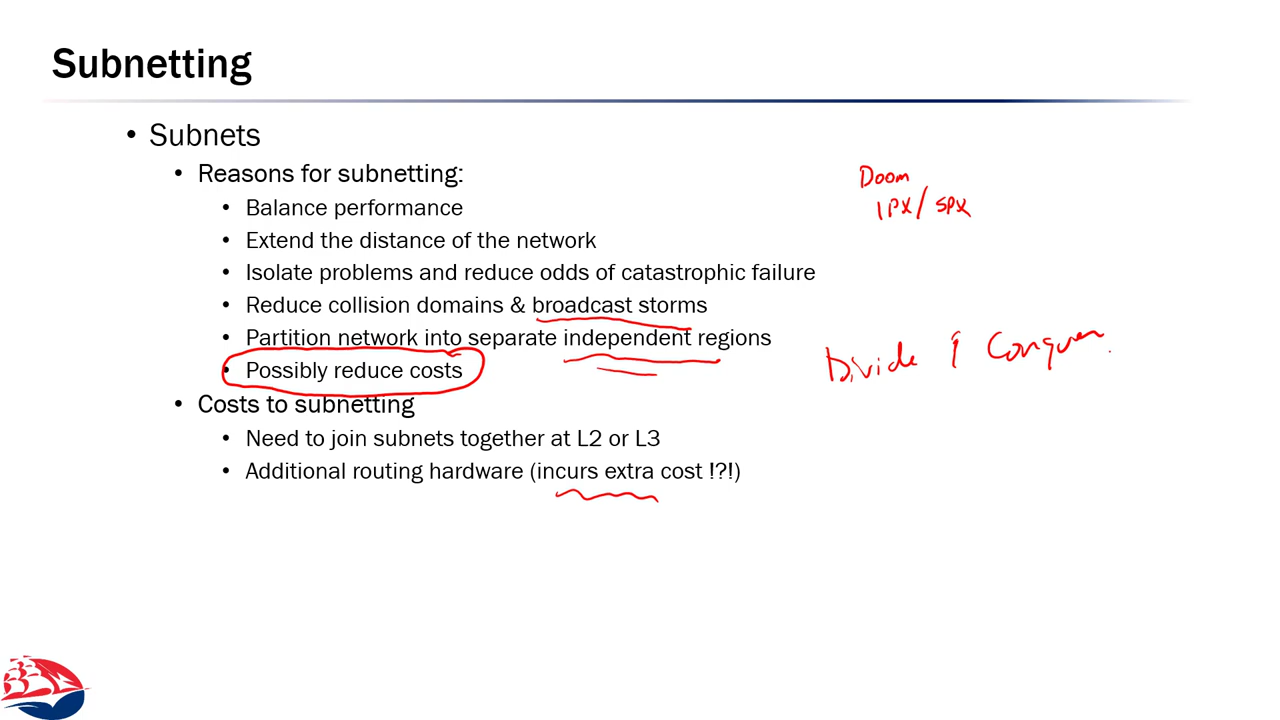 Subnetting
• Subnets
• Reasons for subnetting:
• Balance performance
• Extend the distance of the network
• Isolate problems and reduce odds of catastrophic failure
• Reduce collision domains & broadcast storms
• Partition network into separate independent regions
• Possibly reduce costs
• Costs to subnetting
• Need to join subnets together at L2 or L3
• Additional routing hardware (incurs extra cost !?!)
Doom
IPX/SPX
Divide & Conquer